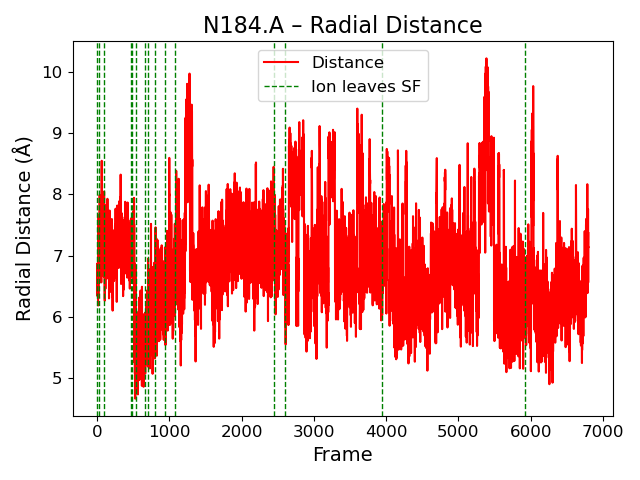 N184.A – Radial Distance
Distance
Ion leaves SF
Radial Distance (Å)
10
9
8
7
6
5
0 1000 2000 3000 4000 5000 6000 7000
Frame